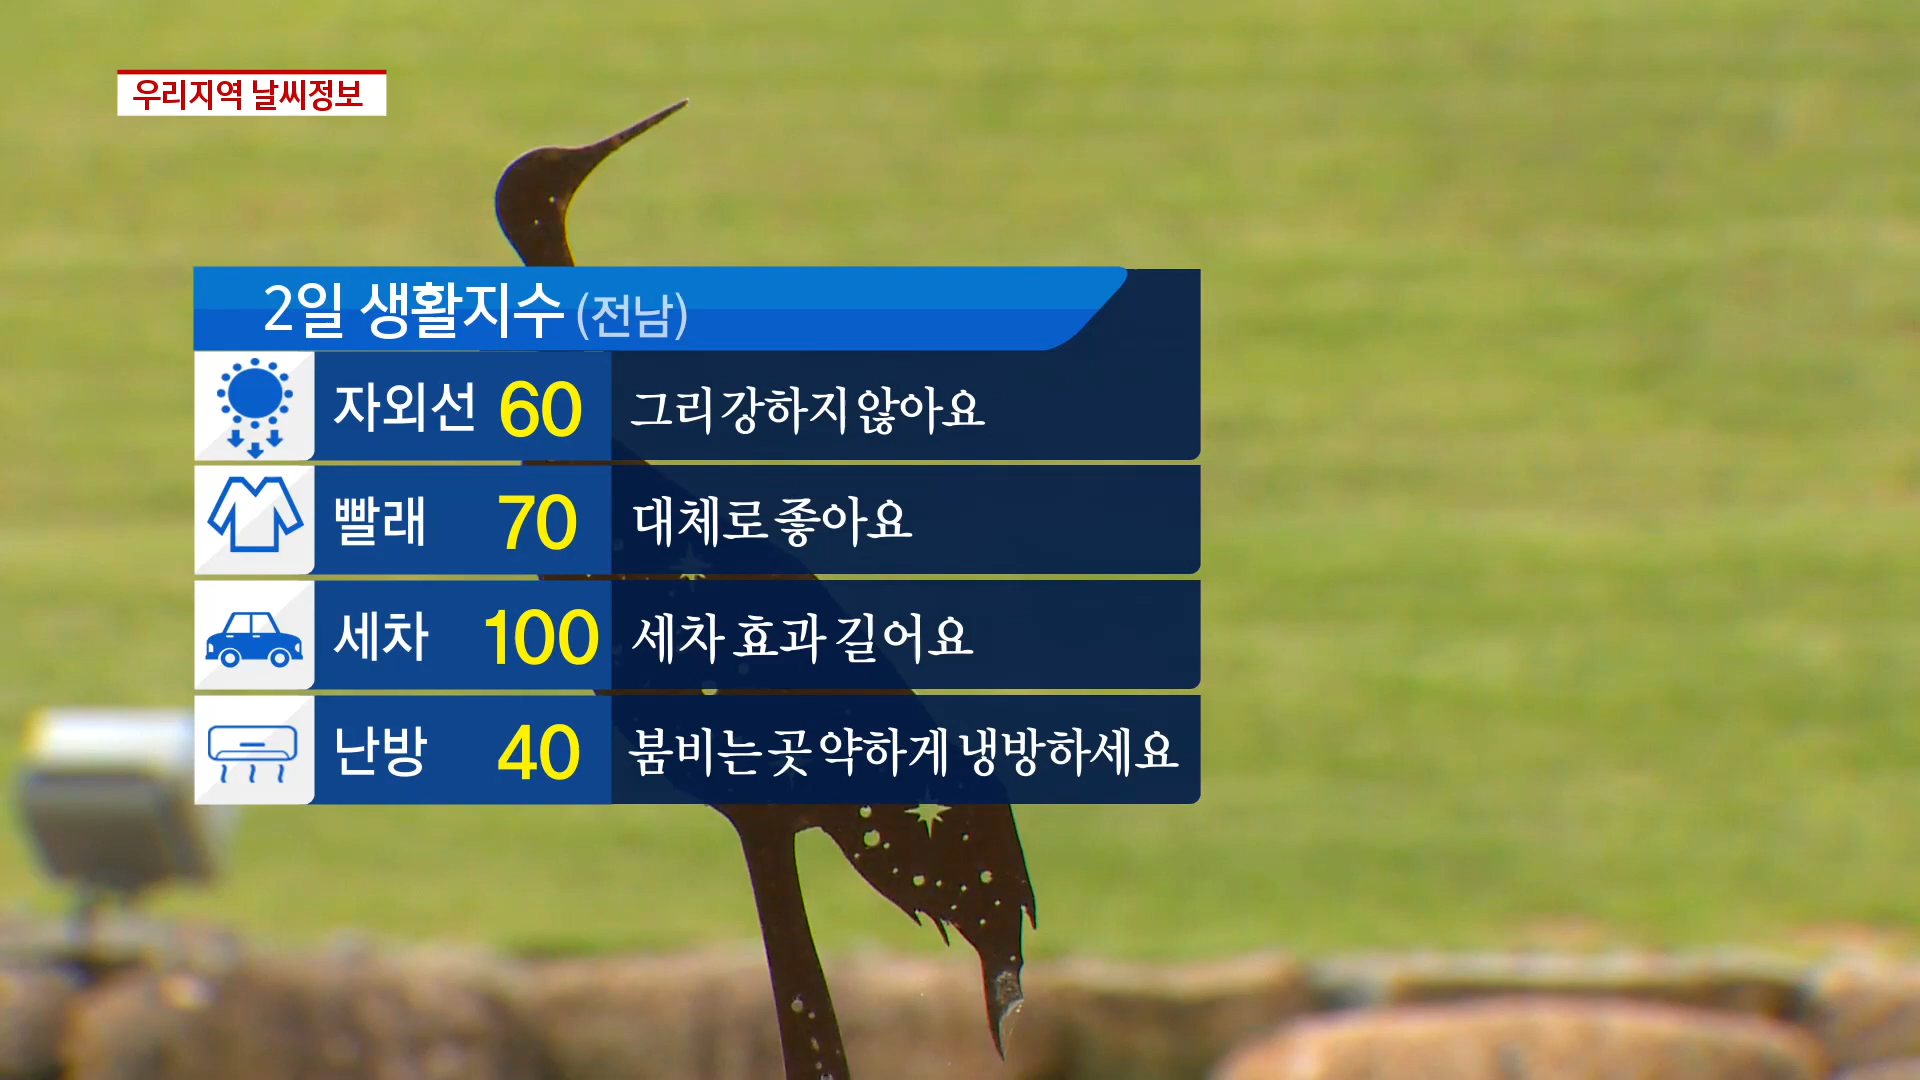 우리지역 날씨정보
2일 생활지수 (전남)
자외선 60 그리 강하지 않아요
빨래 70 대체로 좋아요
세차 100 세차 효과 길어요
난방 40 붐비는 곳 약하게 냉방하세요